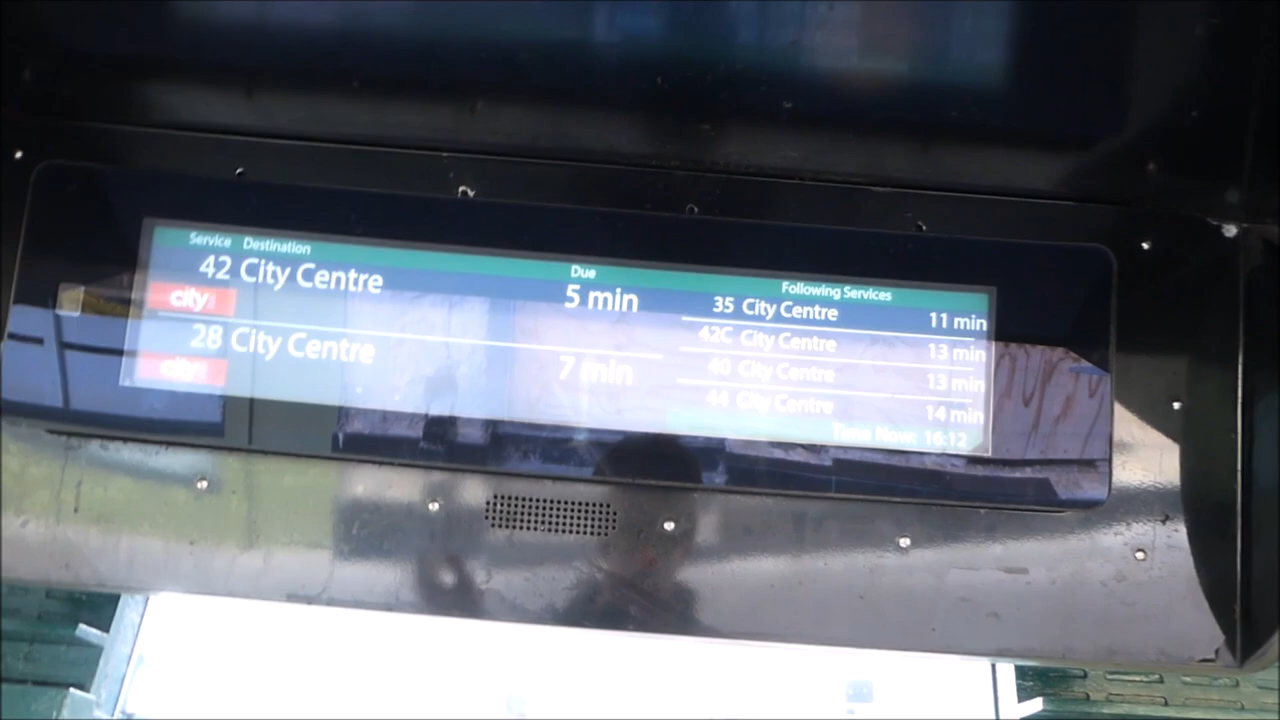 Service Destination Due Following Services
42 City Centre 5 min
city
28 City Centre 7 min
city
35 City Centre 11 min
42C City Centre 13 min
40 City Centre 13 min
44 City Centre 14 min
Time Now: 16:12